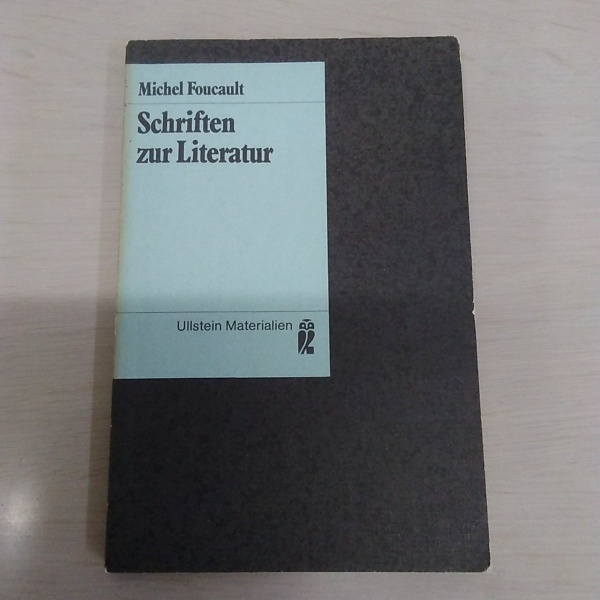 Michel Foucault
Schriften
zur Literatur
Ullstein Materialien